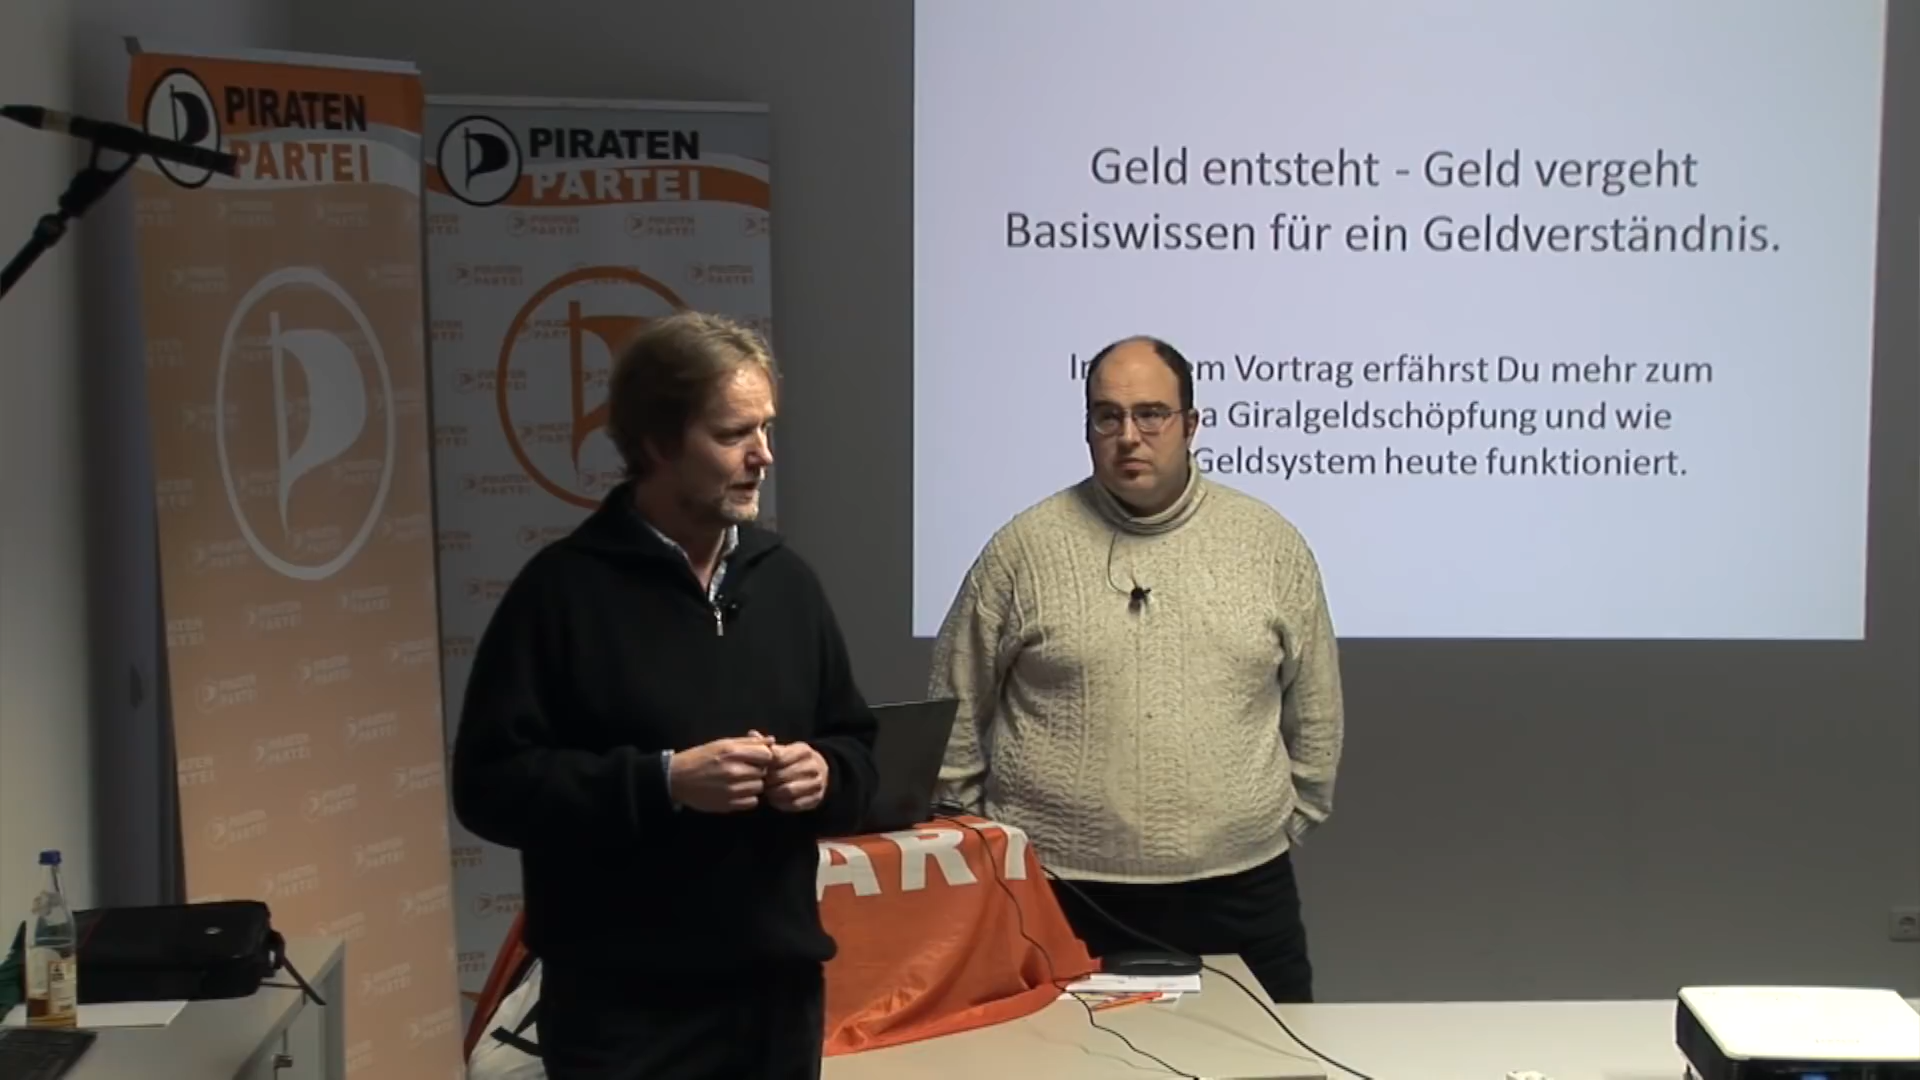 PIRATEN
PARTEI
PIRATEN
PARTEI
Geld entsteht - Geld vergeht
Basiswissen für ein Geldverständnis.
Vortrag erfährst Du mehr zum
Giralgeldschöpfung und wie
Geldsystem heute funktioniert.
ART